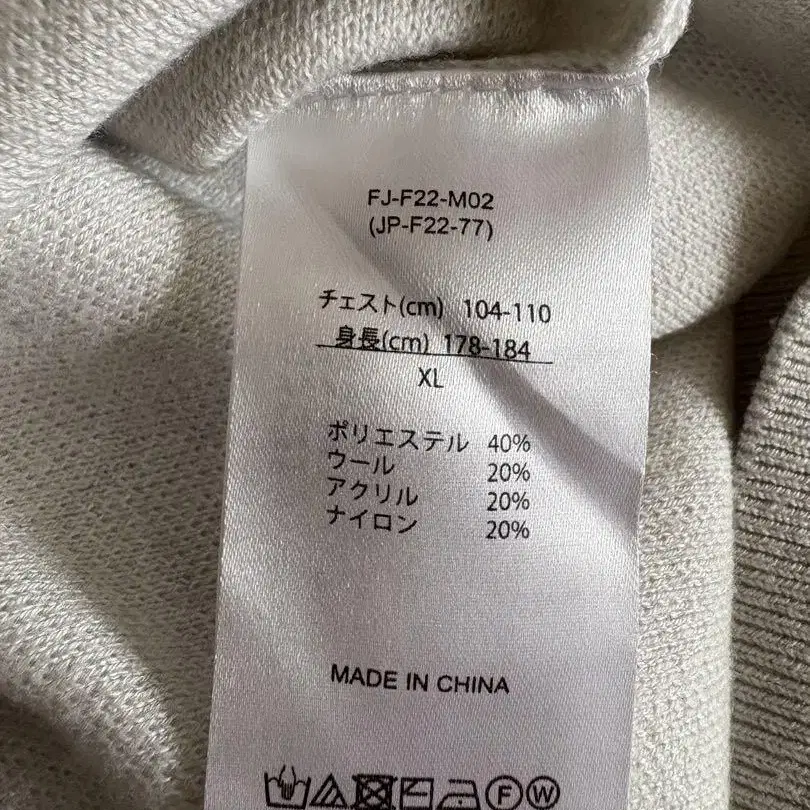 FJ-F22-M02
(JP-F22-77)
チェスト(cm) 104-110
身長(cm) 178-184
XL
ポリエステル 40%
ウール 20%
アクリル 20%
ナイロン 20%
MADE IN CHINA
F W